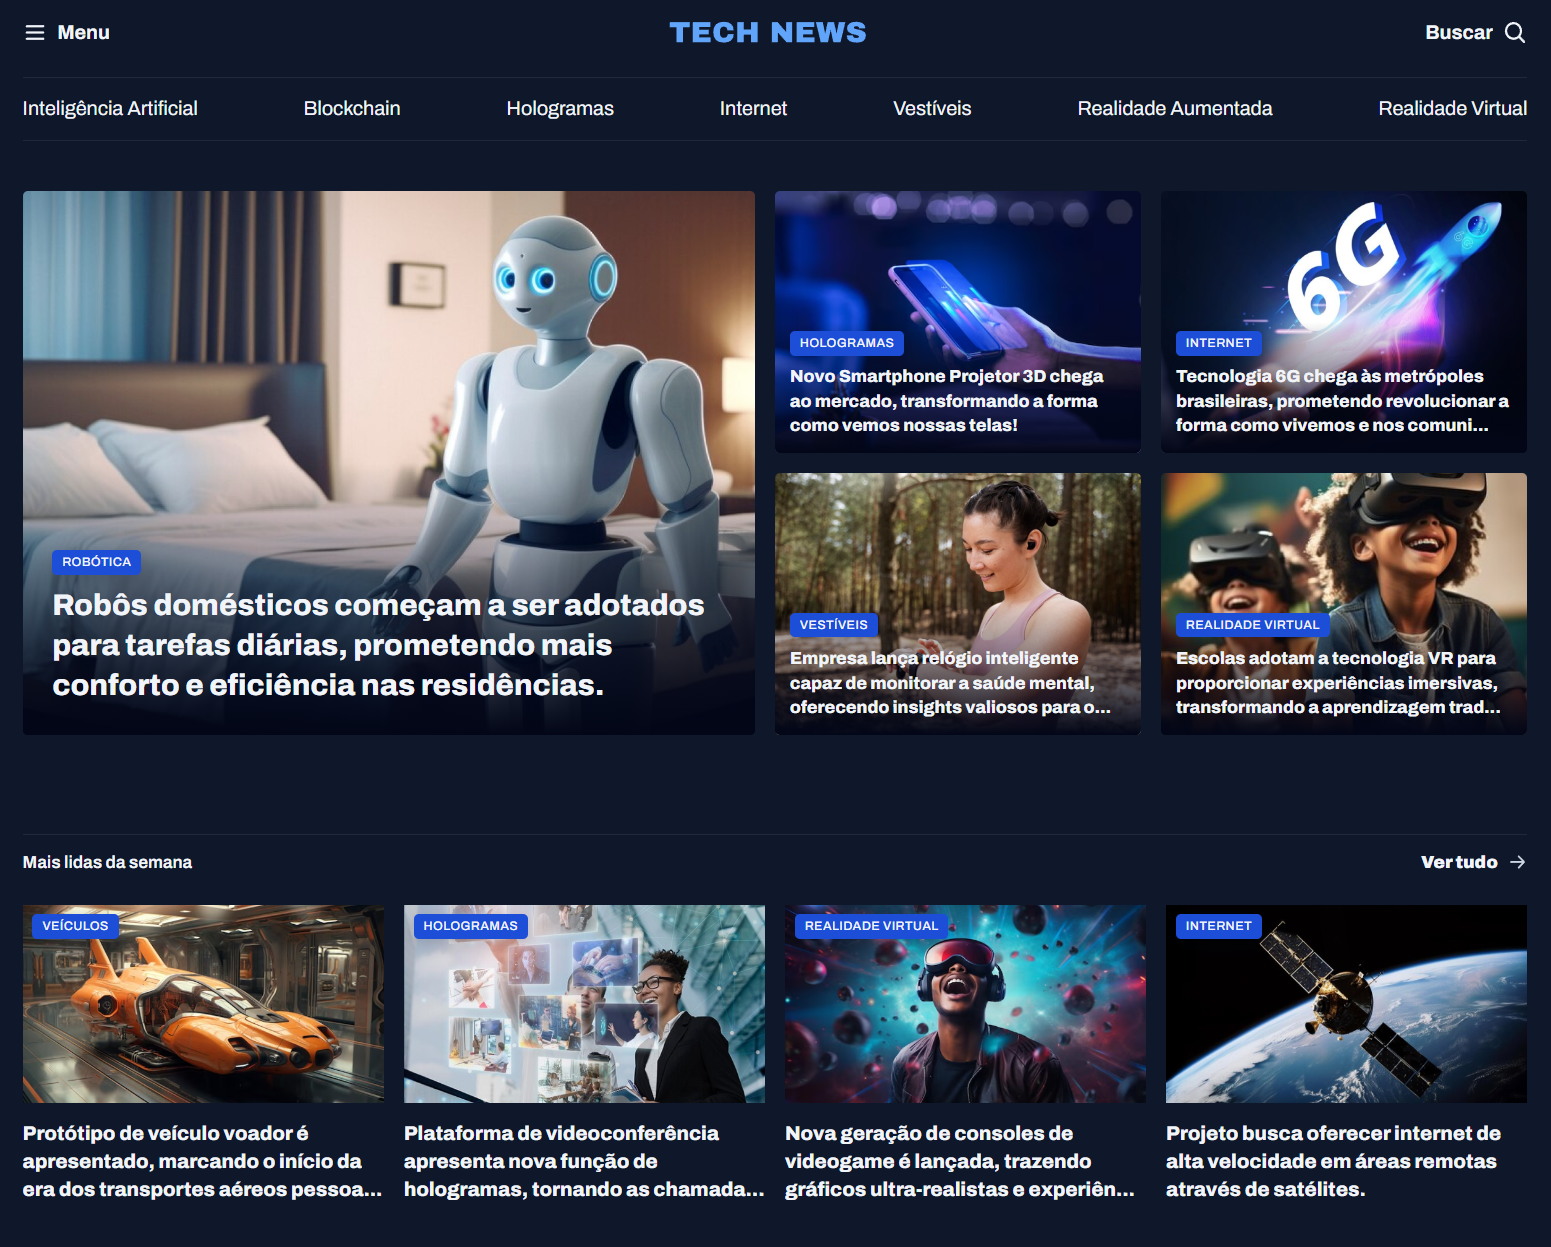 Menu
TECH NEWS
Buscar
Inteligência Artificial
Blockchain
Hologramas
Internet
Vestíveis
Realidade Aumentada
Realidade Virtual
ROBÓTICA
Robôs domésticos começam a ser adotados
para tarefas diárias, prometendo mais
conforto e eficiência nas residências.
HOLOGRAMAS
Novo Smartphone Projetor 3D chega
ao mercado, transformando a forma
como vemos nossas telas!
6G
6G
INTERNET
Tecnologia 6G chega às metrópoles
brasileiras, prometendo revolucionar a
forma como vivemos e nos comuni...
VESTÍVEIS
Empresa lança relógio inteligente
capaz de monitorar a saúde mental,
oferecendo insights valiosos para o...
REALIDADE VIRTUAL
Escolas adotam a tecnologia VR para
proporcionar experiências imersivas,
transformando a aprendizagem trad...
Mais lidas da semana
Ver tudo
VEÍCULOS
Protótipo de veículo voador é
apresentado, marcando o início da
era dos transportes aéreos pessoa...
HOLOGRAMAS
Plataforma de videoconferência
apresenta nova função de
hologramas, tornando as chamada...
REALIDADE VIRTUAL
Nova geração de consoles de
videogame é lançada, trazendo
gráficos ultra-realistas e experiên...
INTERNET
Projeto busca oferecer internet de
alta velocidade em áreas remotas
através de satélites.